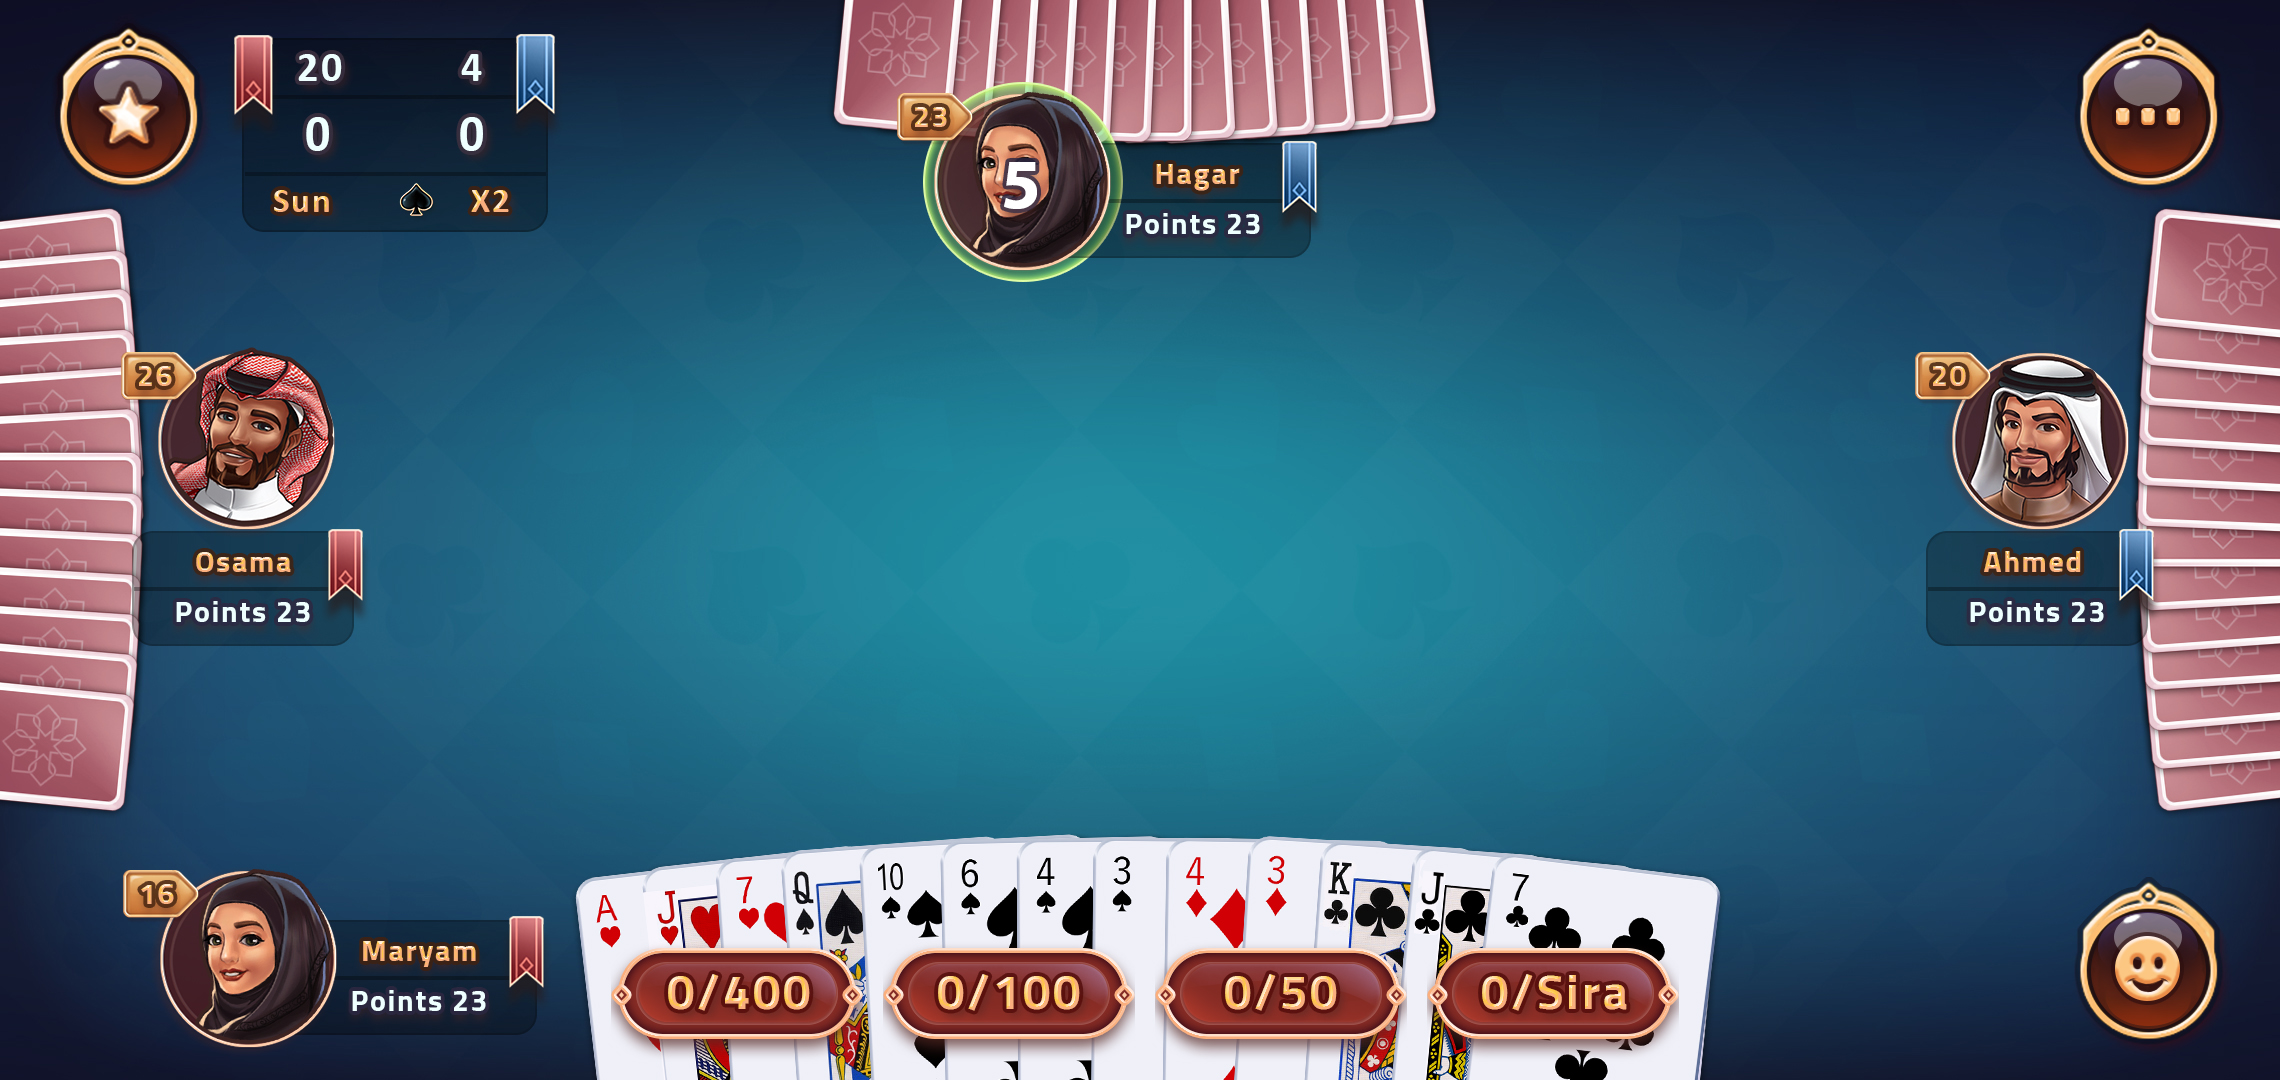 20 4
0 0
Sun X2
23
5
Hagar
Points 23
26
Osama
Points 23
20
Ahmed
Points 23
16
Maryam
Points 23
A J 7 Q 10 6 4 3 4 3 K J 7
0/400 0/100 0/50 0/Sira